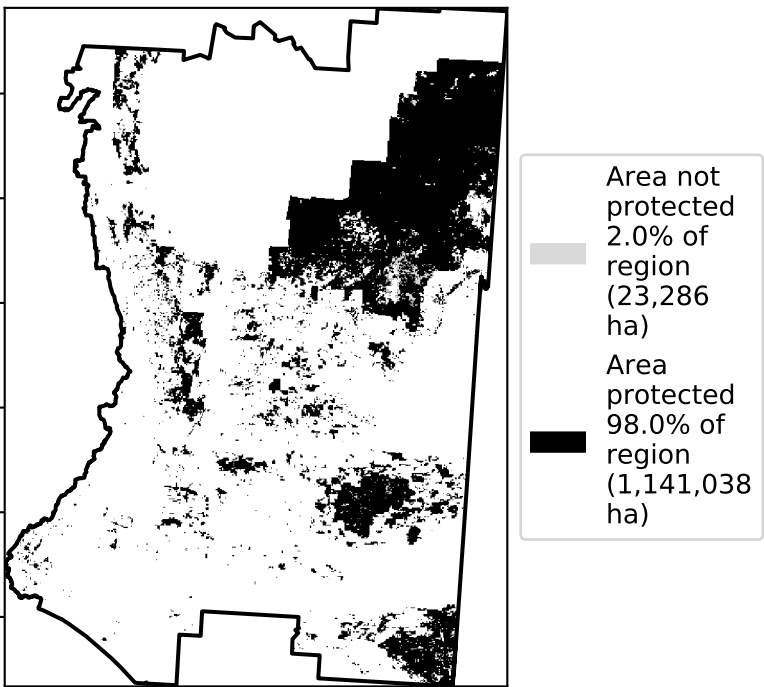 Area not
protected
2.0% of
region
(23,286
ha)
Area
protected
98.0% of
region
(1,141,038
ha)